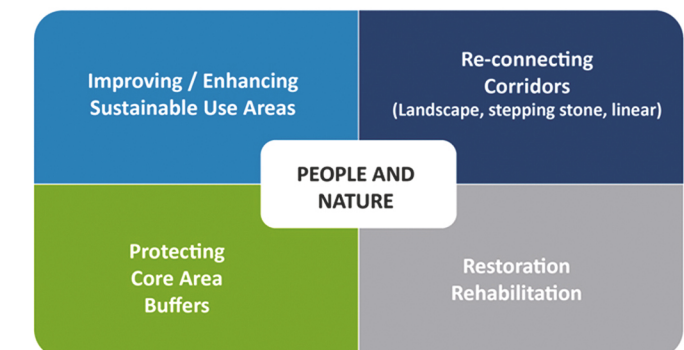 Improving / Enhancing
Sustainable Use Areas
Re-connecting
Corridors
(Landscape, stepping stone, linear)
PEOPLE AND
NATURE
Protecting
Core Area
Buffers
Restoration
Rehabilitation